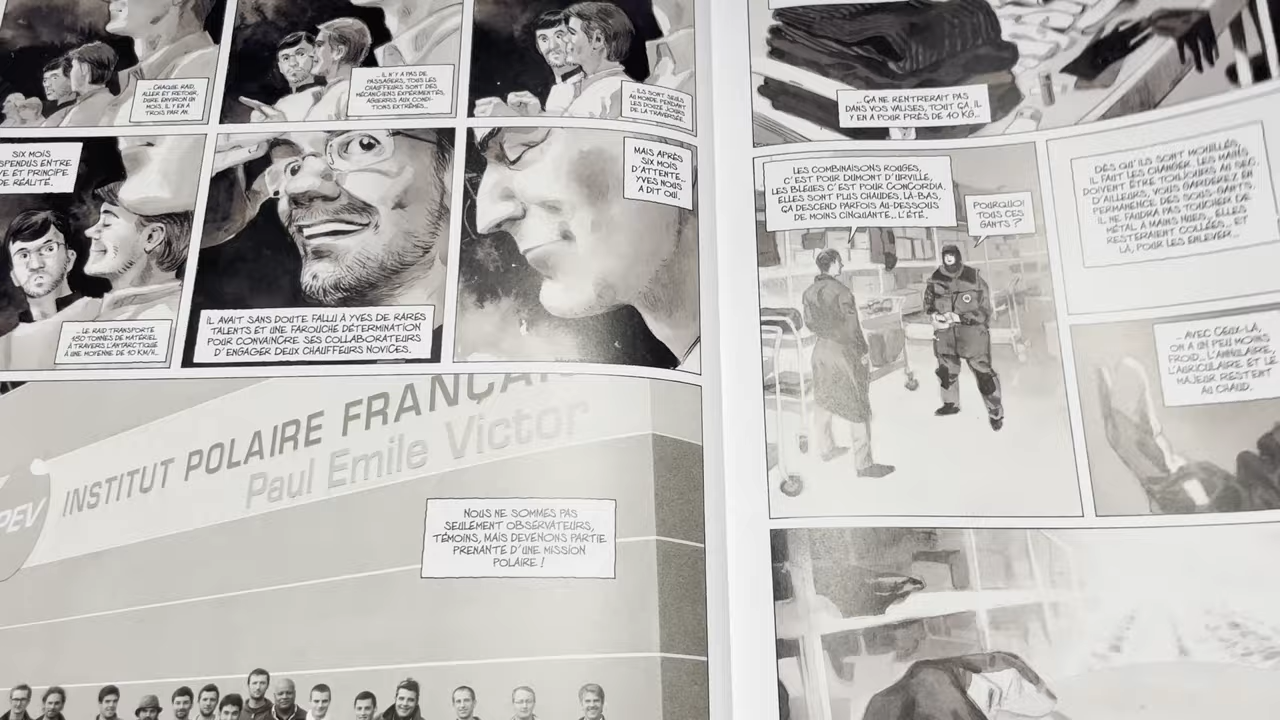 CHAQUE RAID,
ALLER ET RETOUR,
DURE ENVIRON UN
MOIS. IL Y EN A
TROIS PAR AN.
...IL N'Y A PAS DE
PASSAGERS, TOUS LES
CHAUFFEURS SONT DES
MÉCANICIENS EXPÉRIMENTÉS,
AGUERRIS AUX CONDI-
TIONS EXTRÊMES...
...ILS SONT SEULS
AU MONDE PENDANT
LES DOUZE JOURS
DE LA TRAVERSÉE.
SIX MOIS
SPENDUS ENTRE
VE ET PRINCIPE
DE RÉALITÉ.
...LE RAID TRANSPORTE
150 TONNES DE MATÉRIEL
À TRAVERS L'ANTARCTIQUE
À UNE MOYENNE DE 10 KM/H...
IL AVAIT SANS DOUTE FALLU À YVES DE RARES
TALENTS ET UNE FAROUCHE DÉTERMINATION
POUR CONVAINCRE SES COLLABORATEURS
D'ENGAGER DEUX CHAUFFEURS NOVICES.
MAIS APRÈS
SIX MOIS
D'ATTENTE...
YVES NOUS
A DIT OUI.
PEV
INSTITUT POLAIRE FRANÇAI
Paul Emile Victor
NOUS NE SOMMES PAS
SEULEMENT OBSERVATEURS,
TÉMOINS, MAIS DEVENONS PARTIE
PRENANTE D'UNE MISSION
POLAIRE !
...ÇA NE RENTRERAIT PAS
DANS VOS VALISES, TOUT ÇA, IL
Y EN A POUR PRÈS DE 40 KG...
LES COMBINAISONS ROUGES,
C'EST POUR DUMONT D'URVILLE,
LES BLEUES C'EST POUR CONCORDIA.
ELLES SONT PLUS CHAUDES. LÀ-BAS,
ÇA DESCEND PARFOIS AU-DESSOUS
DE MOINS CINQUANTE... L'ÉTÉ.
POURQUOI
TOUS CES
GANTS ?
DÈS QU'ILS SONT MOUILLÉS,
IL FAUT LES CHANGER. LES MAINS
DOIVENT ÊTRE TOUJOURS AU SEC.
D'AILLEURS, VOUS GARDEREZ EN
PERMANENCE DES SOUS-GANTS.
IL NE FAUDRA PAS TOUCHER DE
MÉTAL À MAINS NUES... ELLES
RESTERAIENT COLLÉES... ET
LÀ, POUR LES ENLEVER...
...AVEC CEUX-LÀ,
ON A UN PEU MOINS
FROID... L'ANNULAIRE,
L'AURICULAIRE ET LE
MAJEUR RESTENT
AU CHAUD.